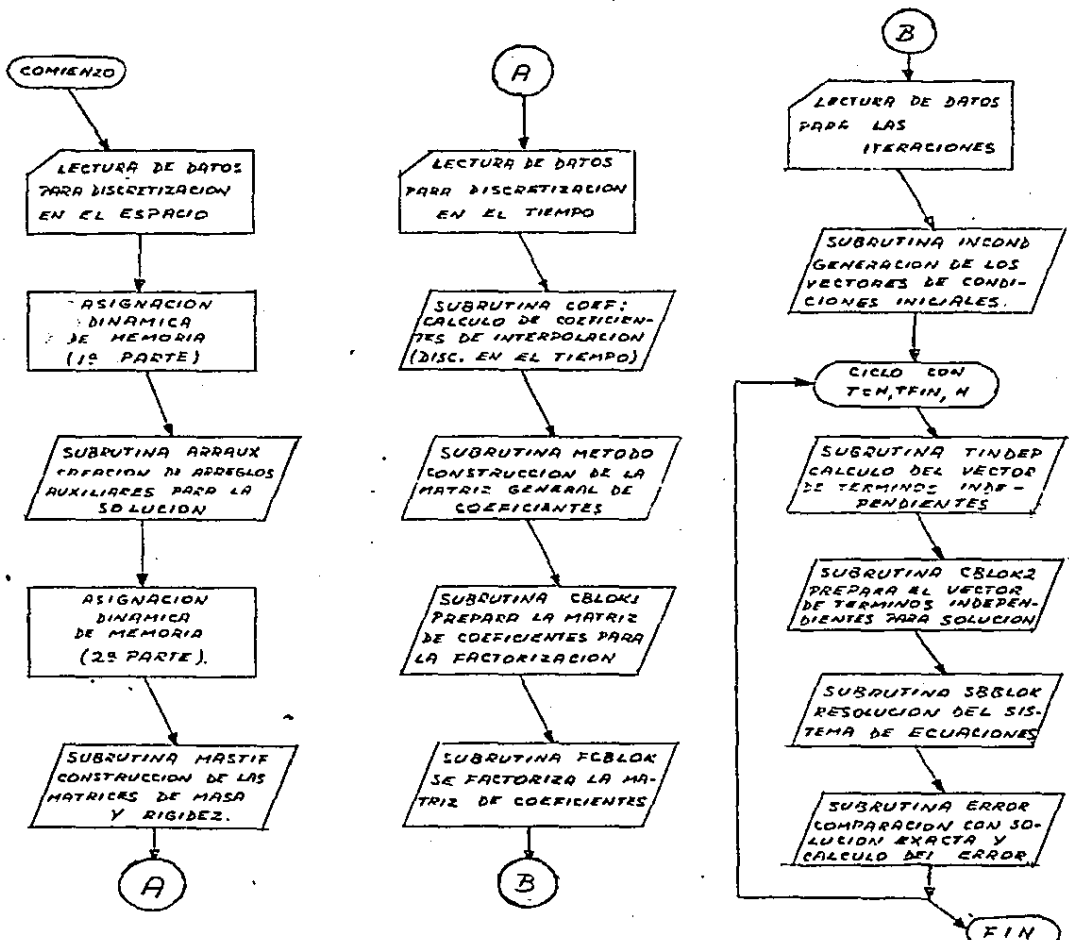 COMIENZO
LECTURA DE DATOS
PARA DISCRETIZACION
EN EL ESPACIO
ASIGNACION
DINAMICA
DE MEMORIA
(1ª PARTE)
SUBRUTINA ARRAUX
CREACION DE ARREGLOS
AUXILIARES PARA LA
SOLUCION
ASIGNACION
DINAMICA
DE MEMORIA
(2ª PARTE).
SUBRUTINA MASTIF
CONSTRUCCION DE LAS
MATRICES DE MASA
Y RIGIDEZ.
A
A
LECTURA DE DATOS
PARA DISCRETIZACION
EN EL TIEMPO
SUBRUTINA COEF:
CALCULO DE COEFICIEN-
TES DE INTERPOLACION
(DISC. EN EL TIEMPO)
SUBRUTINA METODO
CONSTRUCCION DE LA
MATRIZ GENERAL DE
COEFICIENTES
SUBRUTINA CBLOK1
PREPARA LA MATRIZ
DE COEFICIENTES PARA
LA FACTORIZACION
SUBRUTINA FCBLOK
SE FACTORIZA LA MA-
TRIZ DE COEFICIENTES
B
B
LECTURA DE DATOS
PARA LAS
ITERACIONES
SUBRUTINA INCOND
GENERACION DE LOS
VECTORES DE CONDI-
CIONES INICIALES.
CICLO CON
TCH, TFIN, H
SUBRUTINA TINDEP
CALCULO DEL VECTOR
DE TERMINOS INDE-
PENDIENTES
SUBRUTINA CBLOK2
PREPARA EL VECTOR
DE TERMINOS INDEPEN-
DIENTES PARA SOLUCION
SUBRUTINA SBBLOK
RESOLUCION DEL SIS-
TEMA DE ECUACIONES
SUBRUTINA ERROR
COMPARACION CON SO-
LUCION EXACTA Y
CALCULO DEL ERROR
FIN